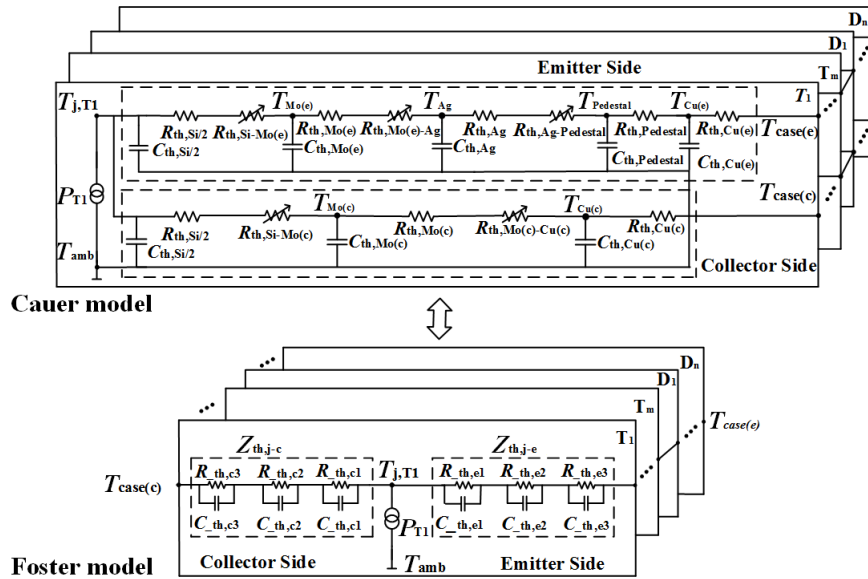 Dn
D1
Emitter Side
Tm
T1
Tj,T1
TMo(e)
TAg
TPedestal
TCu(e)
Rth,Si/2
Rth,Si-Mo(e)
Rth,Mo(e)
Rth,Mo(e)-Ag
Rth,Ag
Rth,Ag-Pedestal
Rth,Pedestal
Rth,Cu(e)
Tcase(e)
Cth,Si/2
Cth,Mo(e)
Cth,Ag
Cth,Pedestal
Cth,Cu(e)
PT1
Tcase(c)
TMo(c)
TCu(c)
Rth,Si/2
Rth,Si-Mo(c)
Rth,Mo(c)
Rth,Mo(c)-Cu(c)
Rth,Cu(c)
Tamb
Cth,Si/2
Cth,Mo(c)
Cth,Cu(c)
Collector Side
Cauer model
Dn
D1
Tm
T1
Tcase(e)
Zth,j-c
Zth,j-e
Tcase(c)
R_th,c3
R_th,c2
R_th,c1
Tj,T1
R_th,e1
R_th,e2
R_th,e3
C_th,c3
C_th,c2
C_th,c1
PT1
C_th,e1
C_th,e2
C_th,e3
Collector Side
Tamb
Emitter Side
Foster model